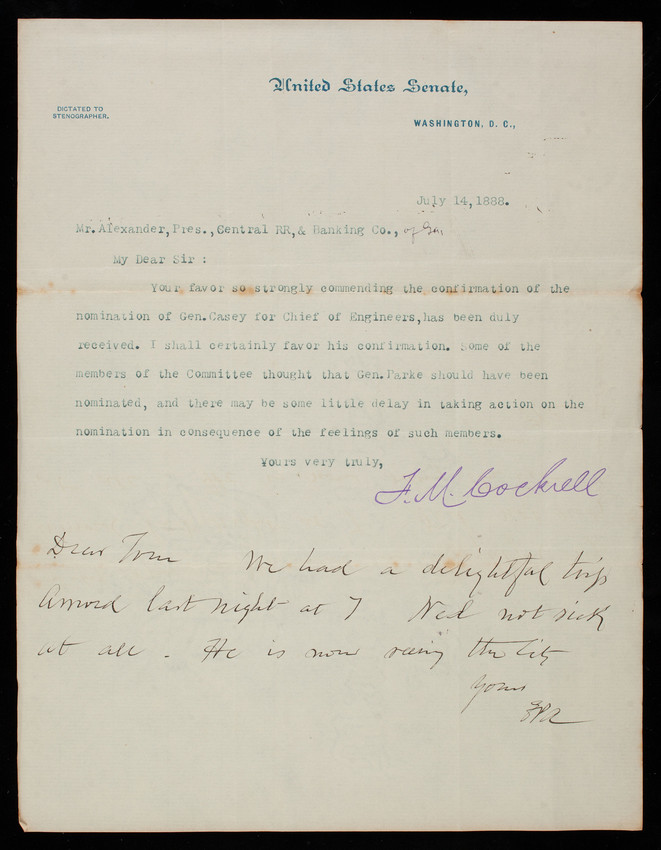 United States Senate,
DICTATED TO
STENOGRAPHER.
WASHINGTON, D. C.,
July 14,1888.
Mr. Alexander, Pres., Central RR,& Banking Co., of Ga,
My Dear Sir :
Your favor so strongly commending the confirmation of the
nomination of Gen.Casey for Chief of Engineers,has been duly
received. I shall certainly favor his confirmation. Some of the
members of the Committee thought that Gen.Parke should have been
nominated, and there may be some little delay in taking action on the
nomination in consequence of the feelings of such members.
Yours very truly,
F. M. Cockrell
Dear Tom We had a delightful trip
Arrived last night at 7 Ned not sick
at all - He is now seeing the City
Yours
EPA